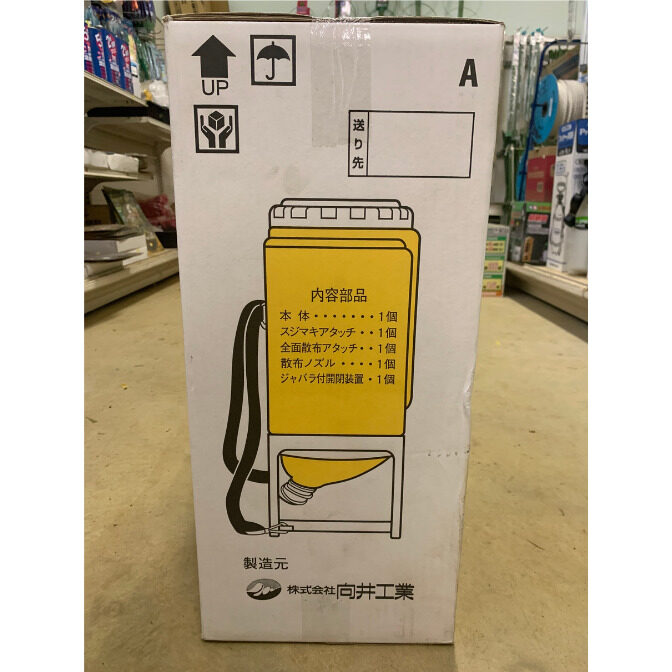 UP
A
送り先
内容部品
本体・・・・・・・1個
スジマキアタッチ・・1個
全面散布アタッチ・・1個
散布ノズル・・・・1個
ジャバラ付開閉装置・1個
製造元
株式会社 向井工業